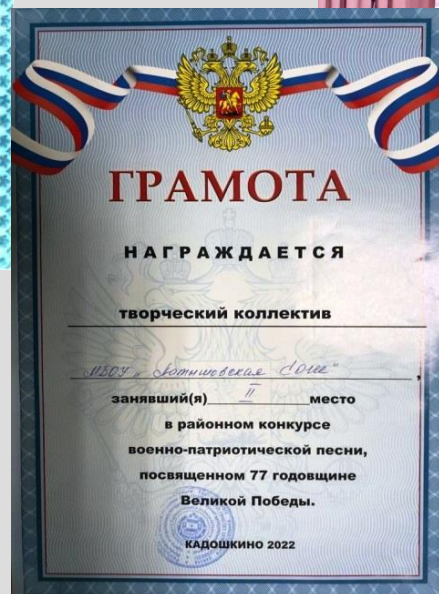 ГРАМОТА
НАГРАЖДАЕТСЯ
творческий коллектив
МБОУ „ СОШ"
занявший(я) II место
в районном конкурсе
военно-патриотической песни,
посвященном 77 годовщине
Великой Победы.
КАДОШКИНО 2022